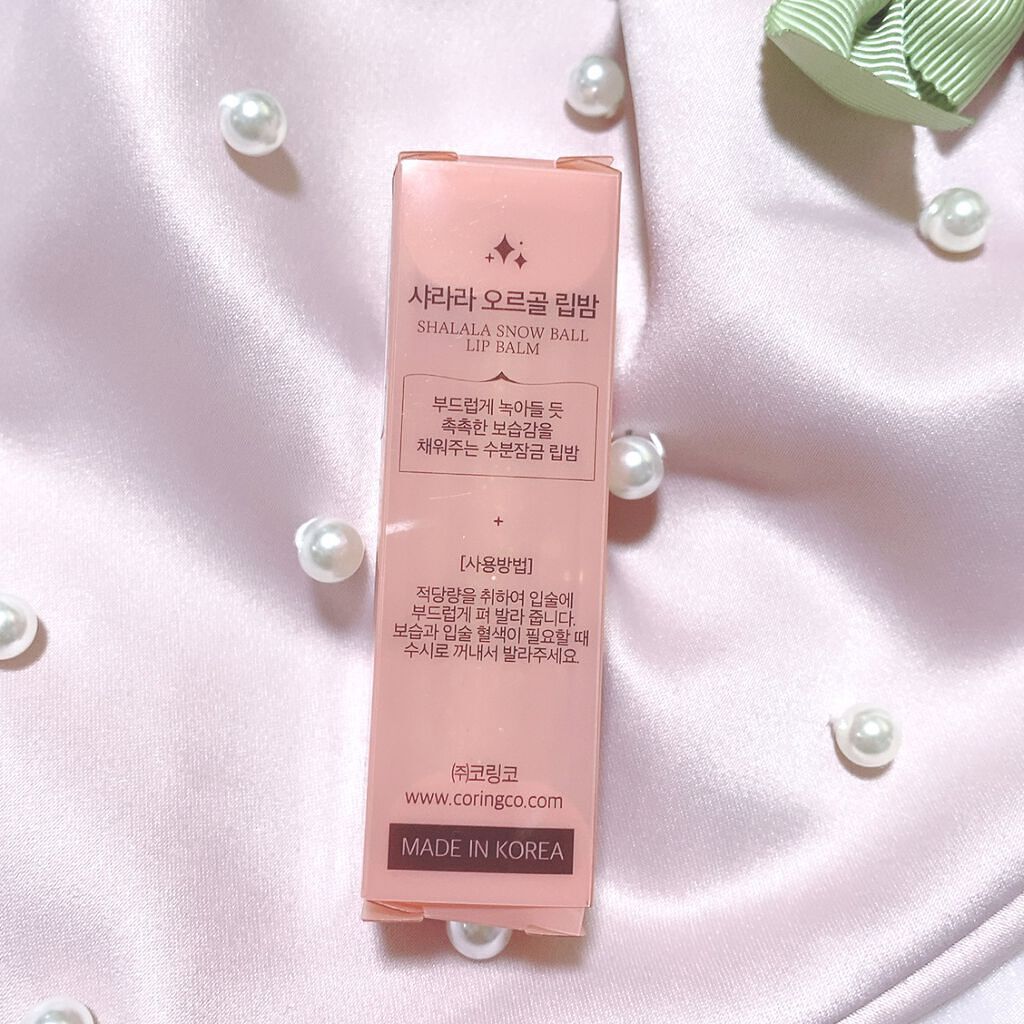 샤라라 오르골 립밤
SHALALA SNOW BALL
LIP BALM
부드럽게 녹아들 듯
촉촉한 보습감을
채워주는 수분잠금 립밤
+
[사용방법]
적당량을 취하여 입술에
부드럽게 펴 발라 줍니다.
보습과 입술 혈색이 필요할 때
수시로 꺼내서 발라주세요.
㈜코링코
www.coringco.com
MADE IN KOREA